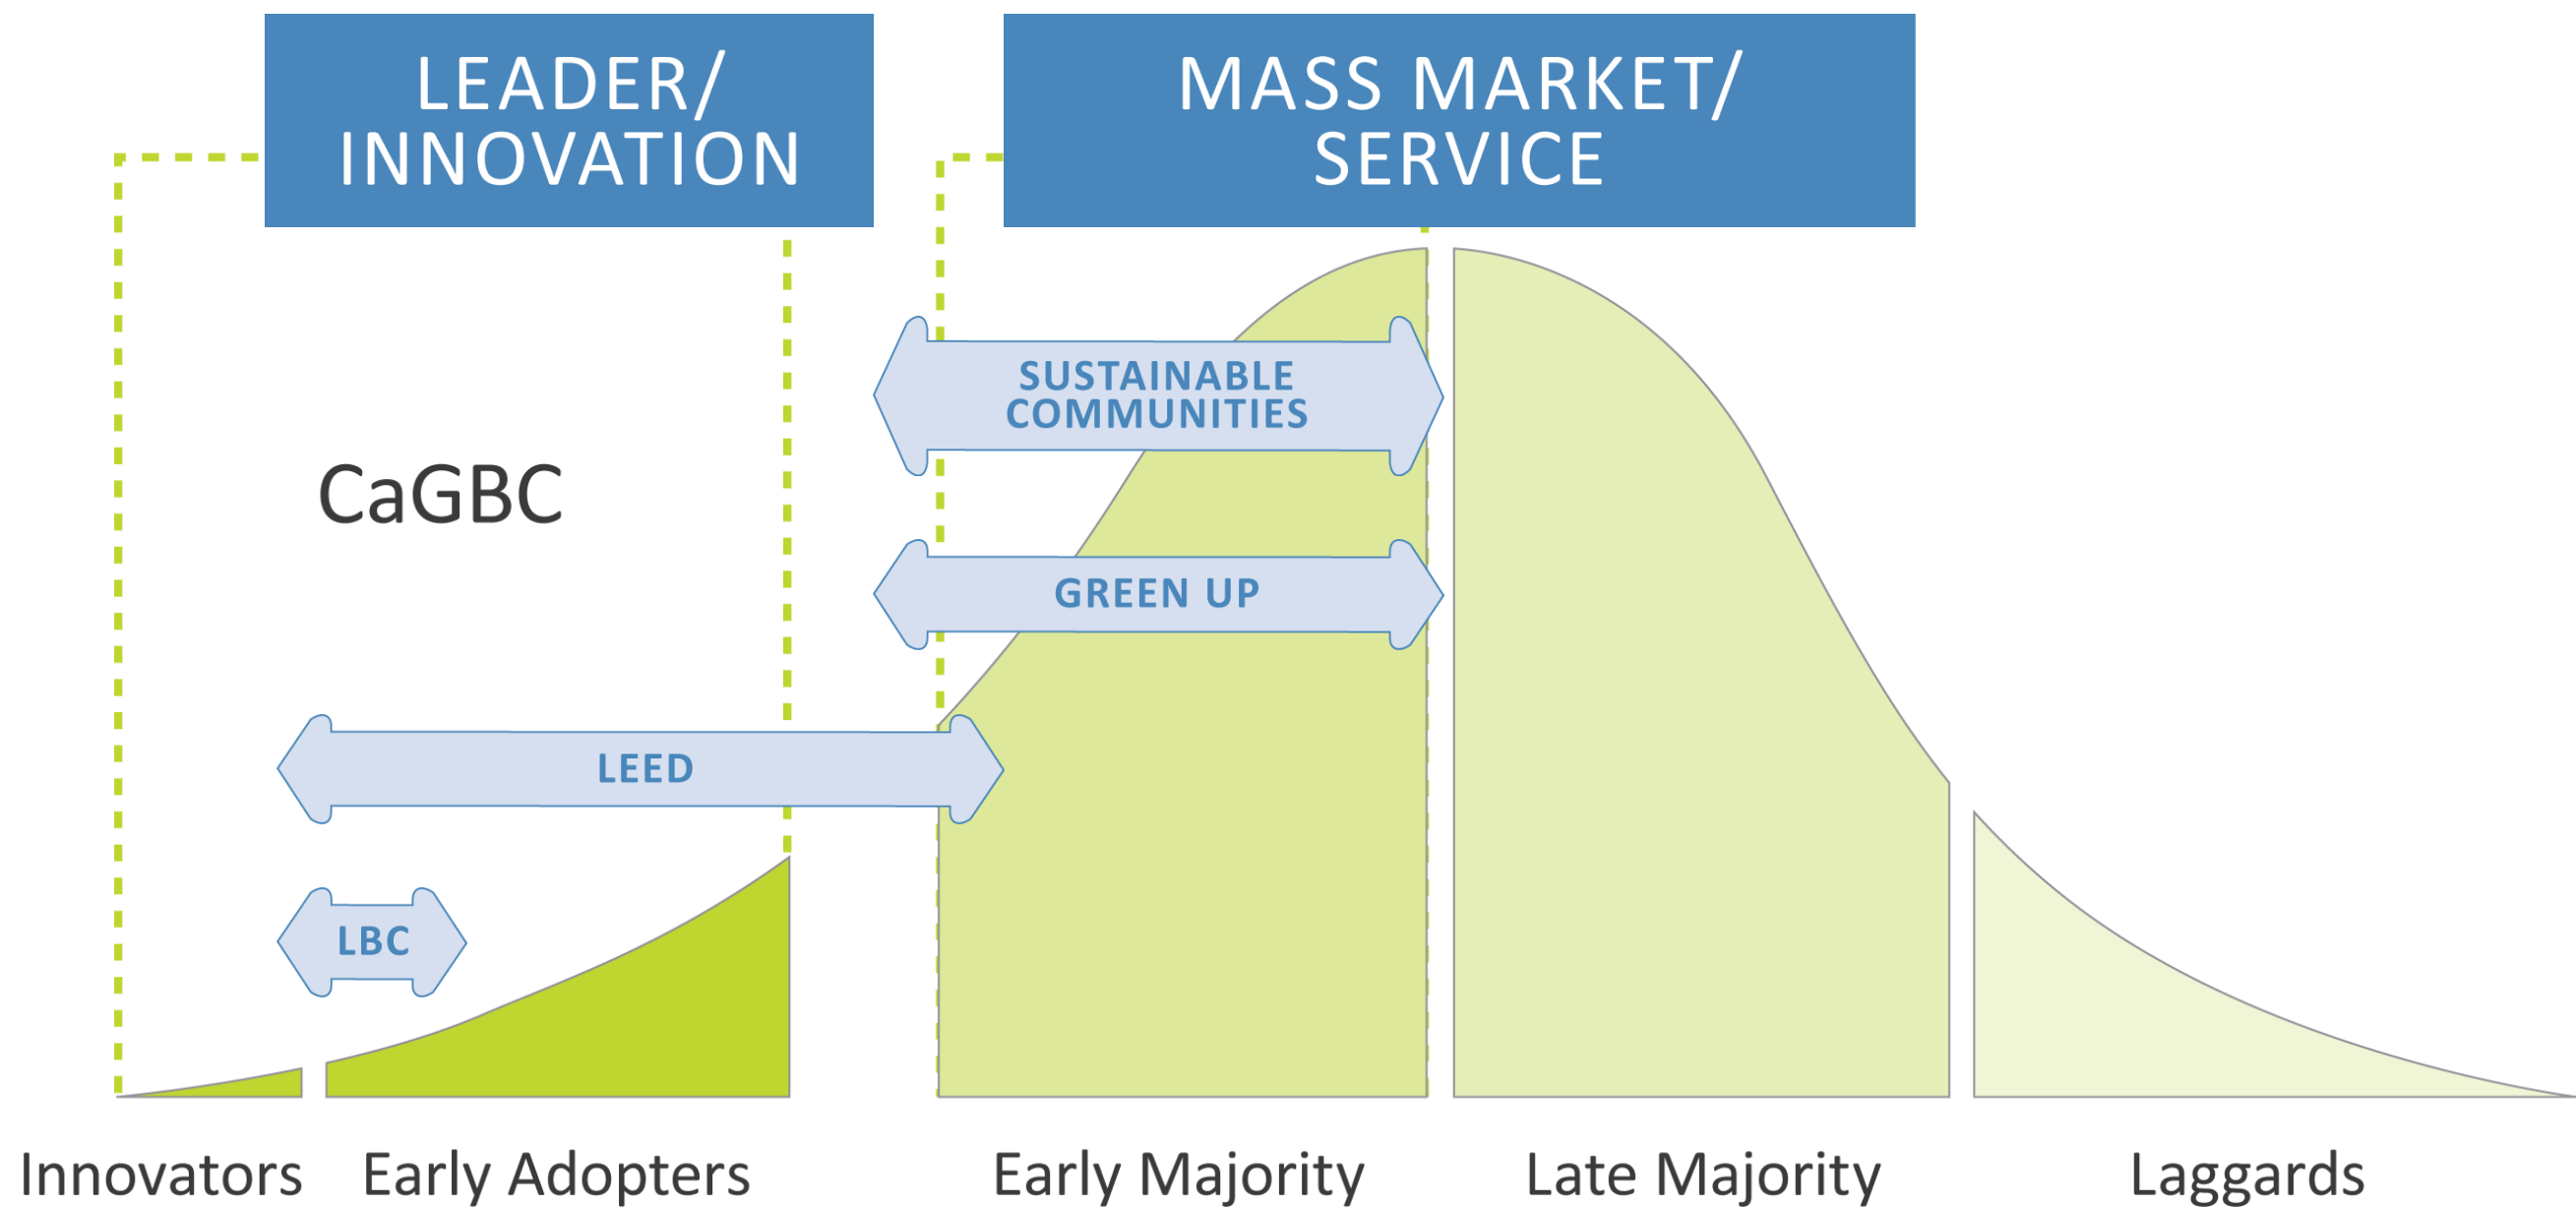 LEADER/
INNOVATION
MASS MARKET/
SERVICE
SUSTAINABLE
COMMUNITIES
CaGBC
GREEN UP
LEED
LBC
Innovators
Early Adopters
Early Majority
Late Majority
Laggards